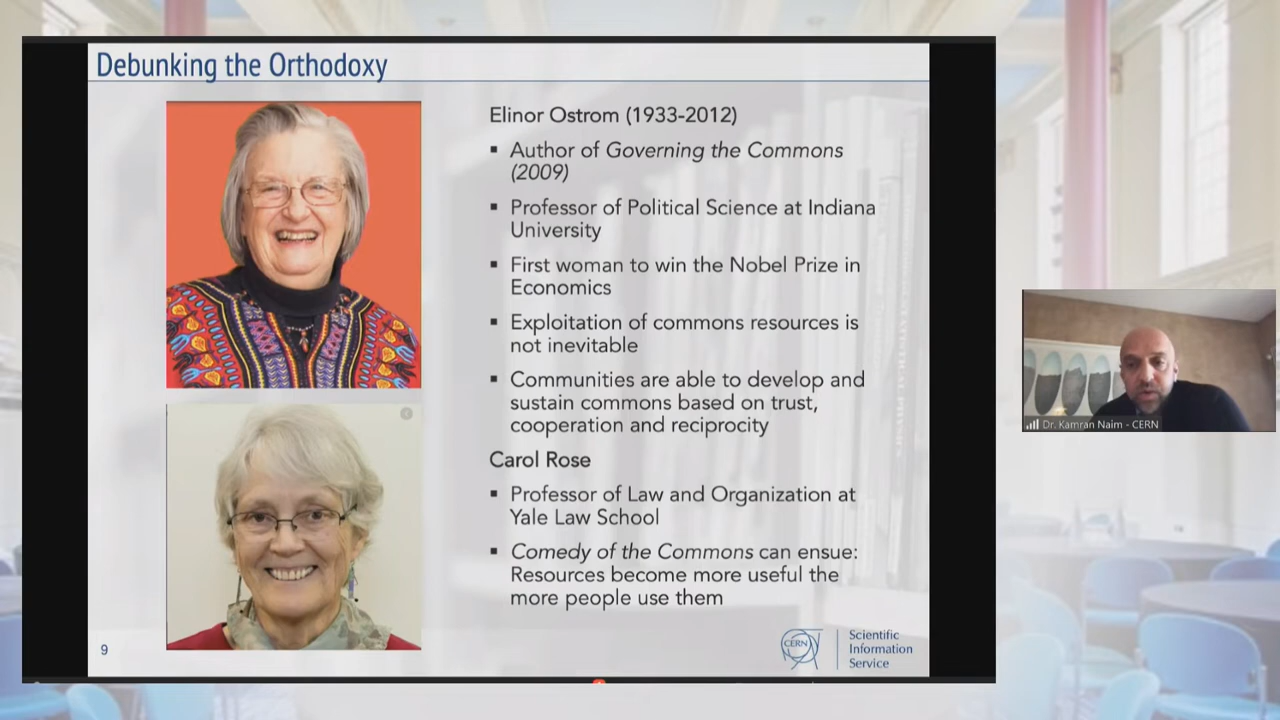 Debunking the Orthodoxy
Elinor Ostrom (1933-2012)
▪ Author of Governing the Commons
(2009)
▪ Professor of Political Science at Indiana
University
▪ First woman to win the Nobel Prize in
Economics
▪ Exploitation of commons resources is
not inevitable
▪ Communities are able to develop and
sustain commons based on trust,
cooperation and reciprocity
Carol Rose
▪ Professor of Law and Organization at
Yale Law School
▪ Comedy of the Commons can ensue:
Resources become more useful the
more people use them
9
CERN
Scientific
Information
Service
Dr. Kamran Naim - CERN